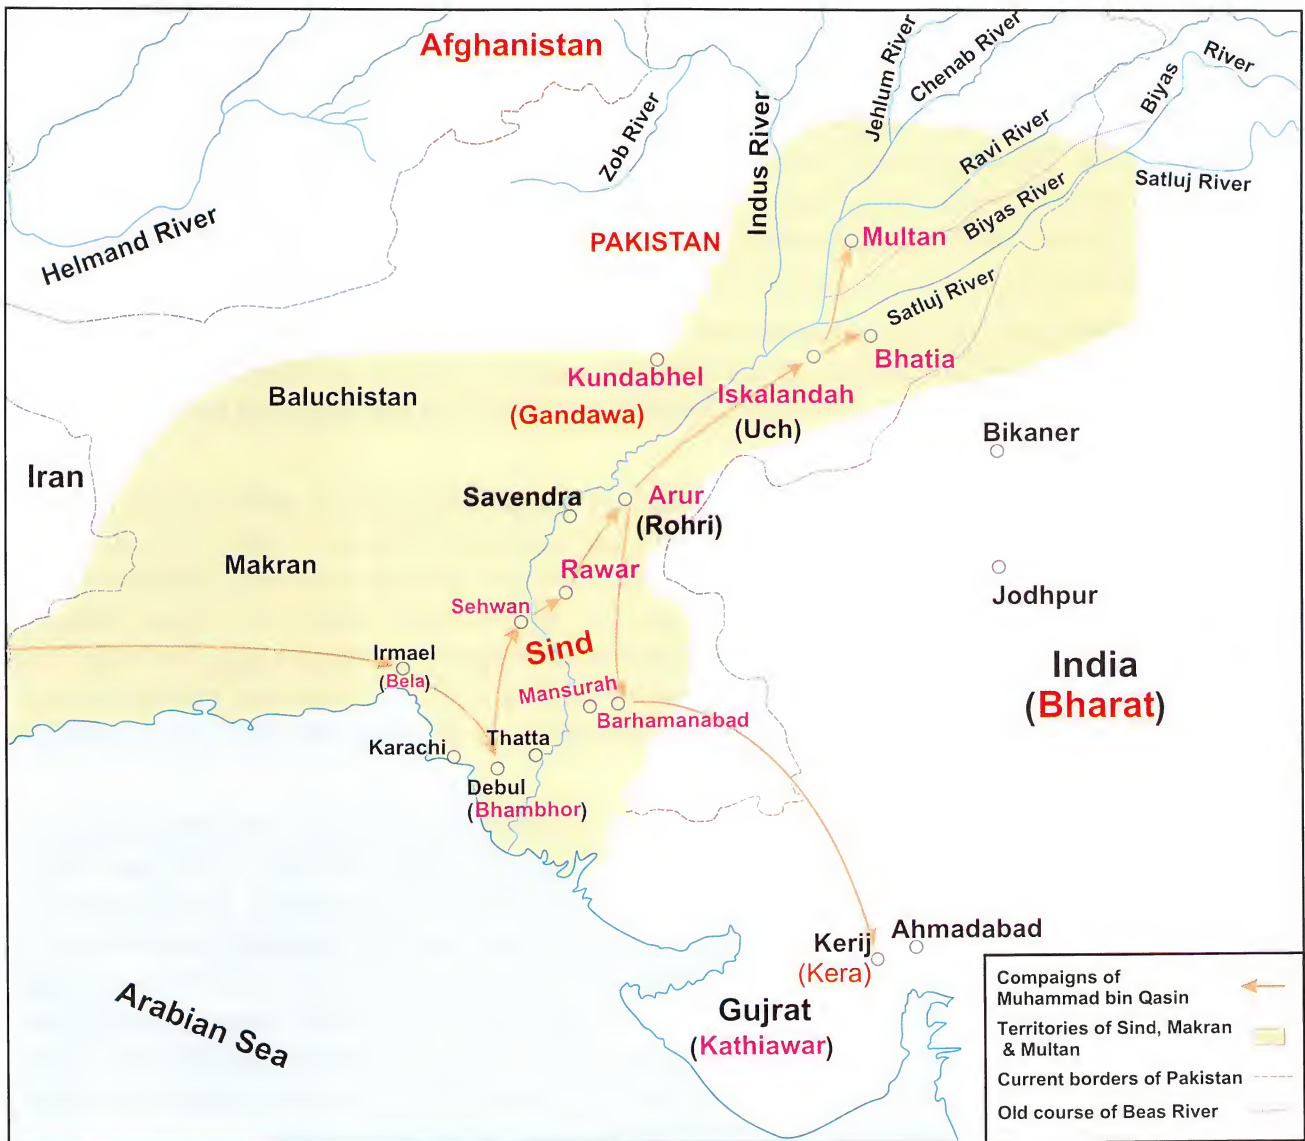 Afghanistan
Jehlum River
Chenab River
River
Biyas
Zob River
Indus River
Ravi River
Satluj River
Biyas River
Helmand River
PAKISTAN
Multan
Satluj River
Bhatia
Kundabhel
(Gandawa)
Iskalandah
(Uch)
Baluchistan
Bikaner
Iran
Savendra
Arur
(Rohri)
Makran
Rawar
Jodhpur
Sehwan
Sind
Irmael
(Bela)
India
(Bharat)
Mansurah
Barhamanabad
Karachi
Thatta
Debul
(Bhambhor)
Kerij
(Kera)
Ahmadabad
Arabian Sea
Gujrat
(Kathiawar)
Compaigns of
Muhammad bin Qasin
Territories of Sind, Makran
& Multan
Current borders of Pakistan
Old course of Beas River